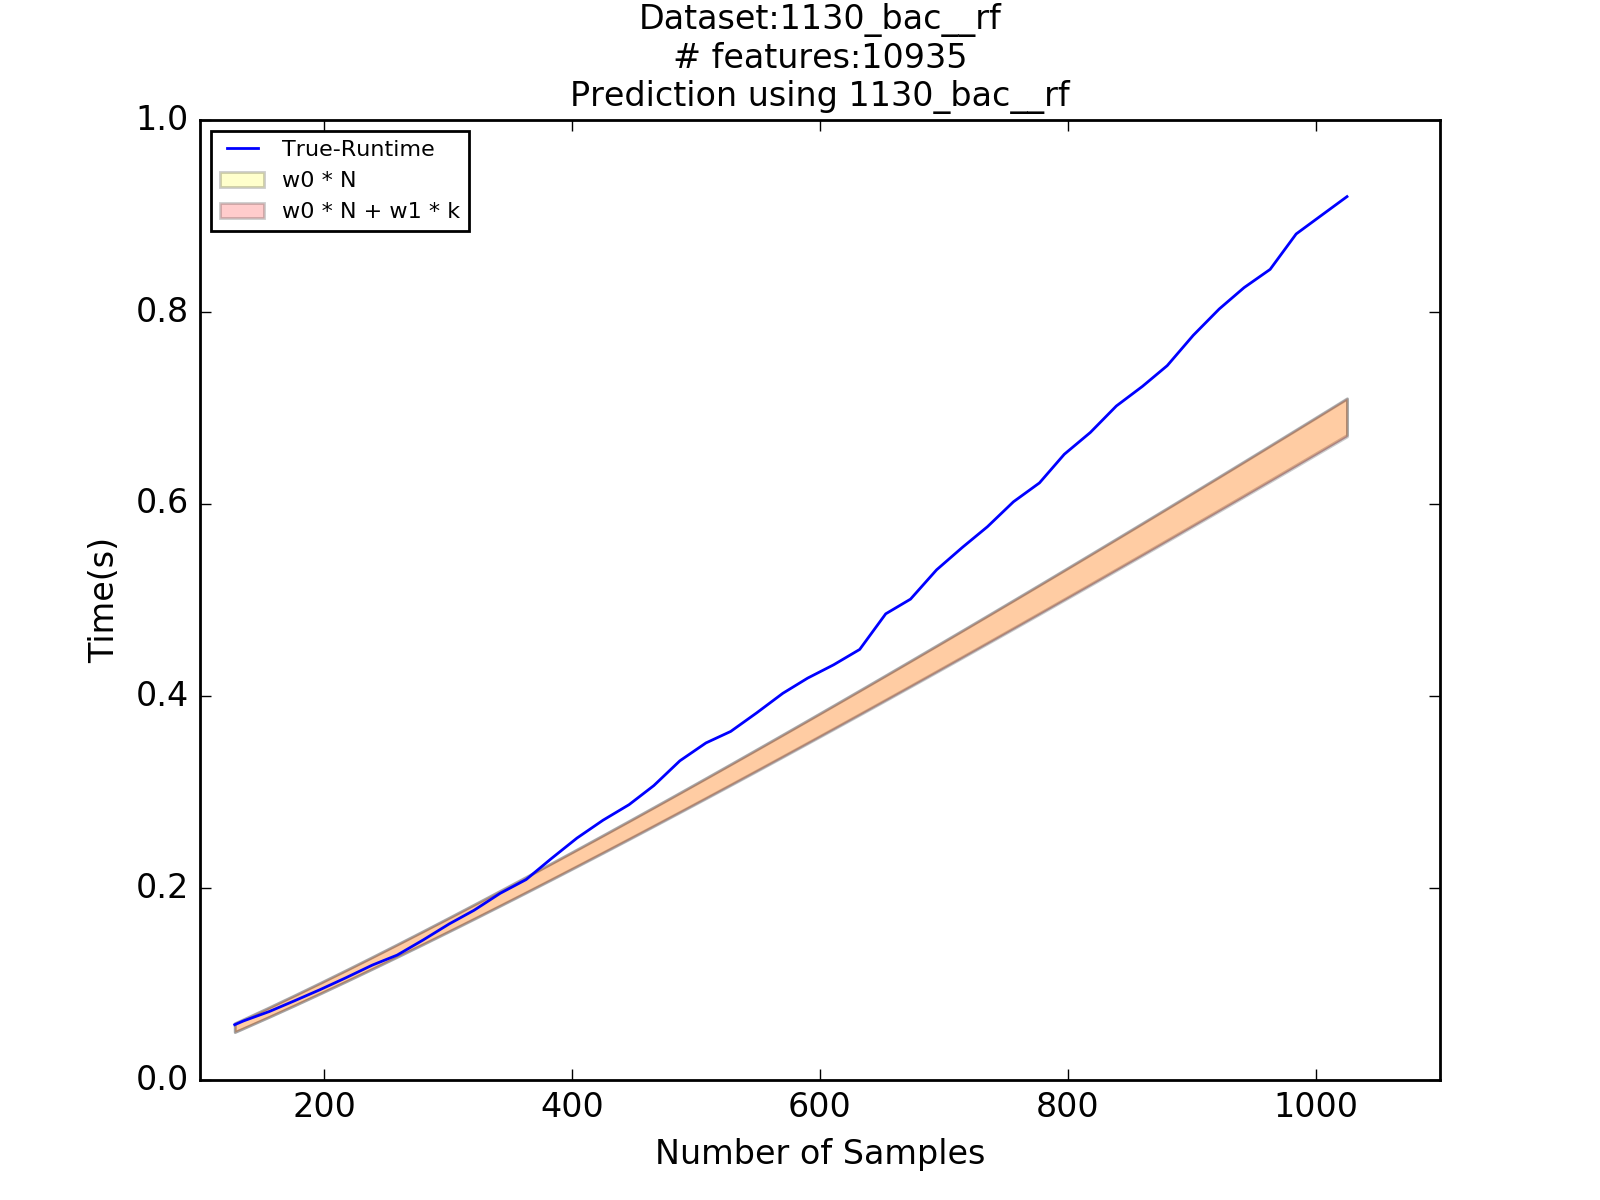 Dataset:1130_bac__rf
# features:10935
Prediction using 1130_bac__rf
1.0
0.8
0.6
0.4
0.2
0.0
Time(s)
True-Runtime
w0 * N
w0 * N + w1 * k
200 400 600 800 1000
Number of Samples